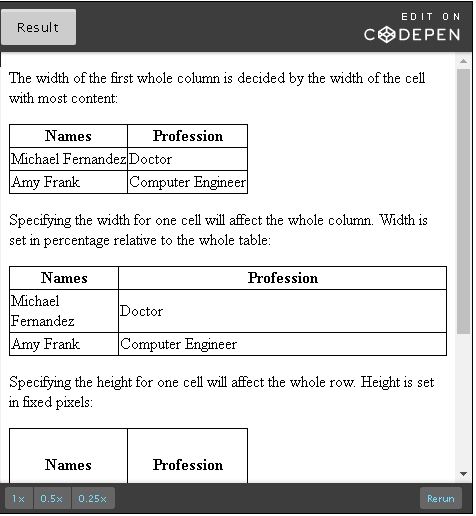 Result
EDIT ON
CODEPEN
The width of the first whole column is decided by the width of the cell
with most content:
Names Profession
Michael Fernandez Doctor
Amy Frank Computer Engineer
Specifying the width for one cell will affect the whole column. Width is
set in percentage relative to the whole table:
Names Profession
Michael
Fernandez Doctor
Amy Frank Computer Engineer
Specifying the height for one cell will affect the whole row. Height is set
in fixed pixels:
Names Profession
1x 0.5x 0.25x Rerun